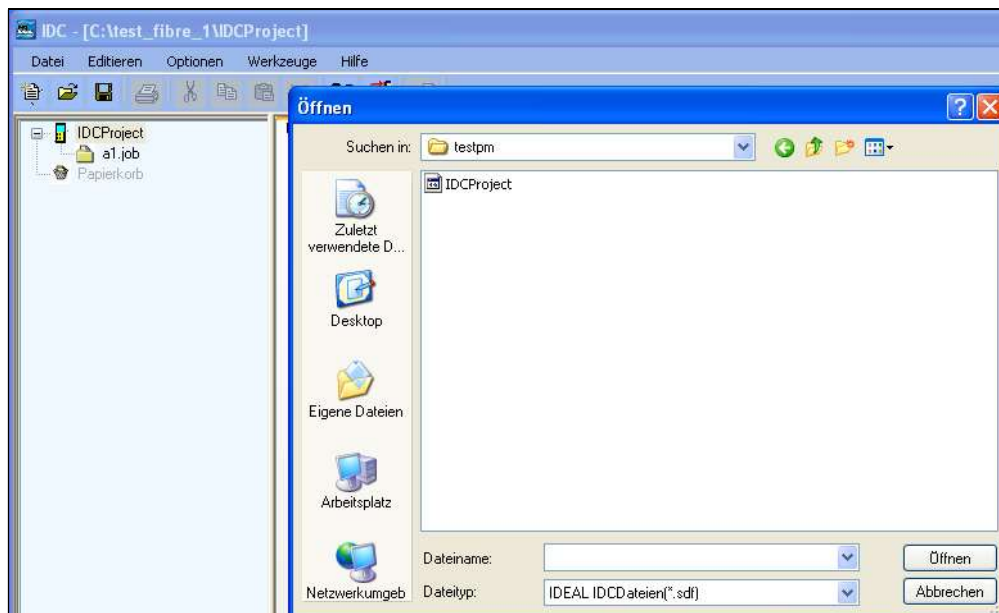 IDC - [C:\test_fibre_1\IDCProject]
Datei Editieren Optionen Werkzeuge Hilfe
IDCProject
a1.job
Papierkorb
Öffnen
Suchen in: testpm
IDCProject
Zuletzt
verwendete D...
Desktop
Eigene Dateien
Arbeitsplatz
Netzwerkumgeb
Dateiname:
Öffnen
Dateityp: IDEAL IDCDateien(*.sdf)
Abbrechen